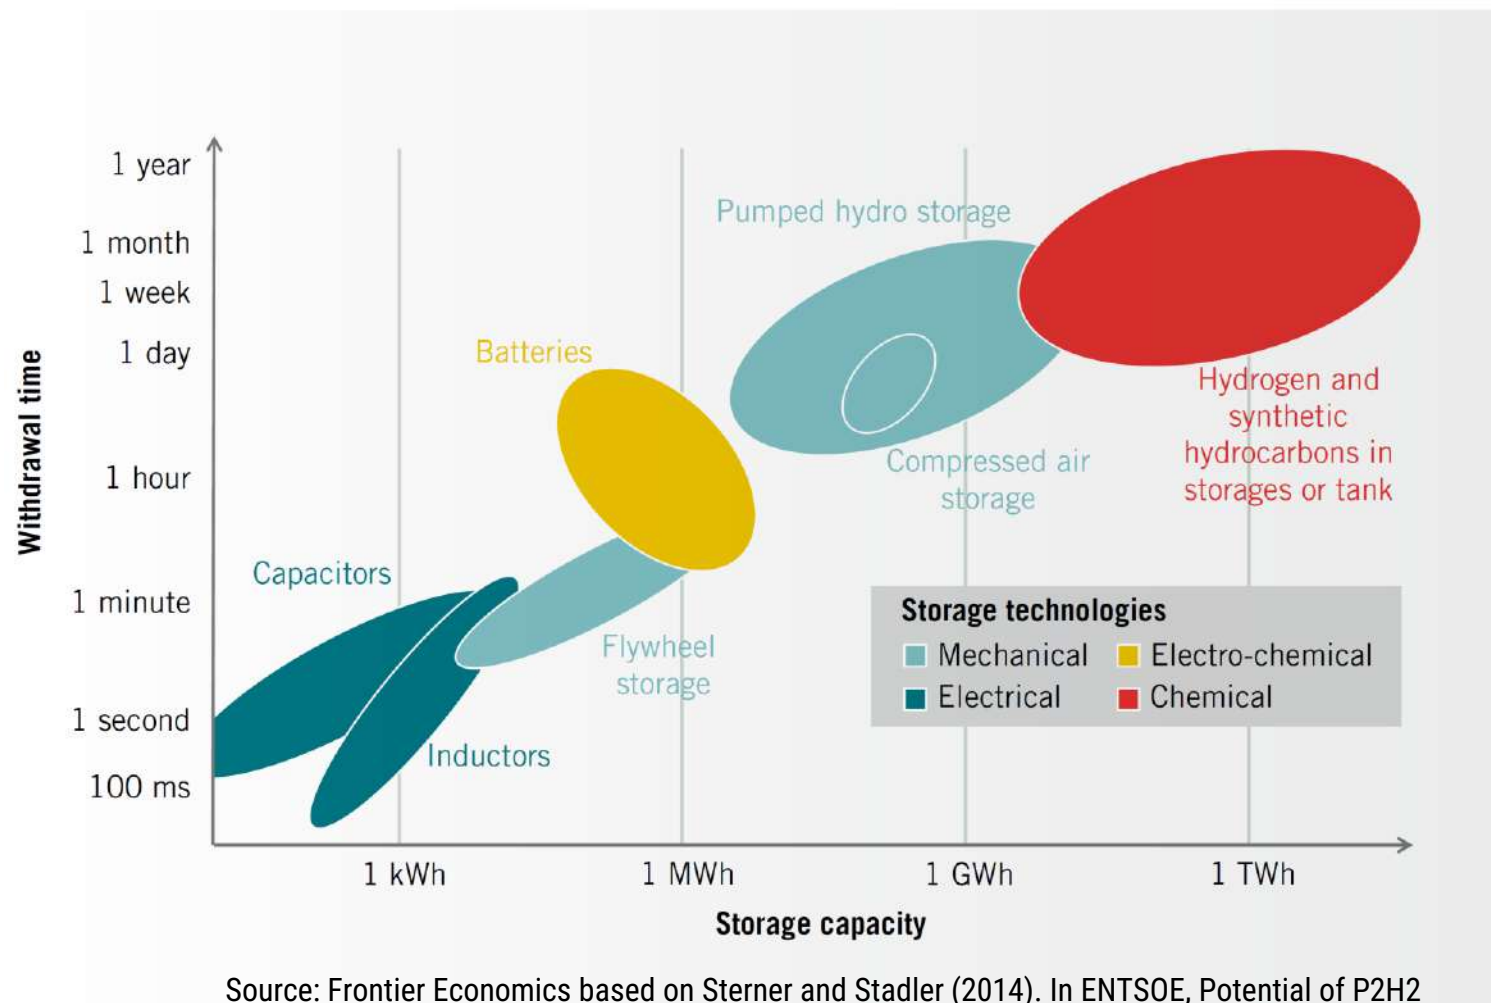 1 year
1 month
1 week
1 day
1 hour
1 minute
1 second
100 ms
Withdrawal time
Pumped hydro storage
Batteries
Hydrogen and
synthetic
hydrocarbons in
storages or tank
Compressed air
storage
Capacitors
Flywheel
storage
Inductors
Storage technologies
Mechanical
Electro-chemical
Electrical
Chemical
1 kWh
1 MWh
1 GWh
1 TWh
Storage capacity
Source: Frontier Economics based on Sterner and Stadler (2014). In ENTSOE, Potential of P2H2